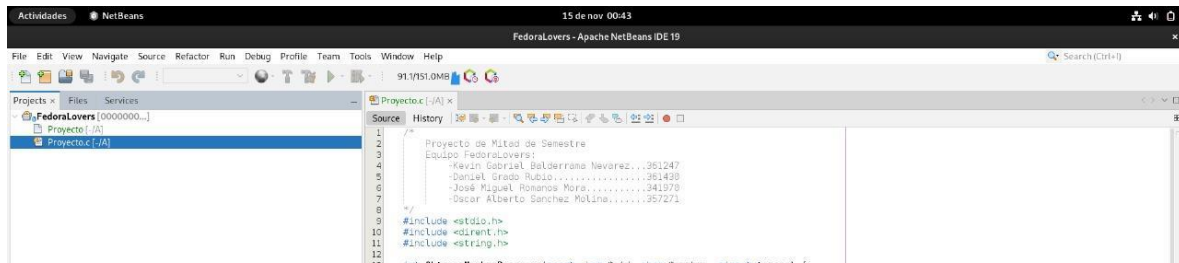 Actividades NetBeans 15 de nov 00:43
FedoraLovers - Apache NetBeans IDE 19
File Edit View Navigate Source Refactor Run Debug Profile Team Tools Window Help
Search (Ctrl+I)
91.1/151.0MB
Projects Files Services
FedoraLovers [0000000...]
Proyecto [-/A]
Proyecto.c [-/A]
Proyecto.c [-/A]
Source History
1 /*
2 Proyecto de Mitad de Semestre
3 Equipo FedoraLovers:
4 -Kevin Gabriel Balderrama Nevarez...361247
5 -Daniel Grado Rubio.................361430
6 -José Miguel Romanos Mora...........341970
7 -Oscar Alberto Sanchez Molina.......357271
8 */
9 #include <stdio.h>
10 #include <dirent.h>
11 #include <string.h>
12